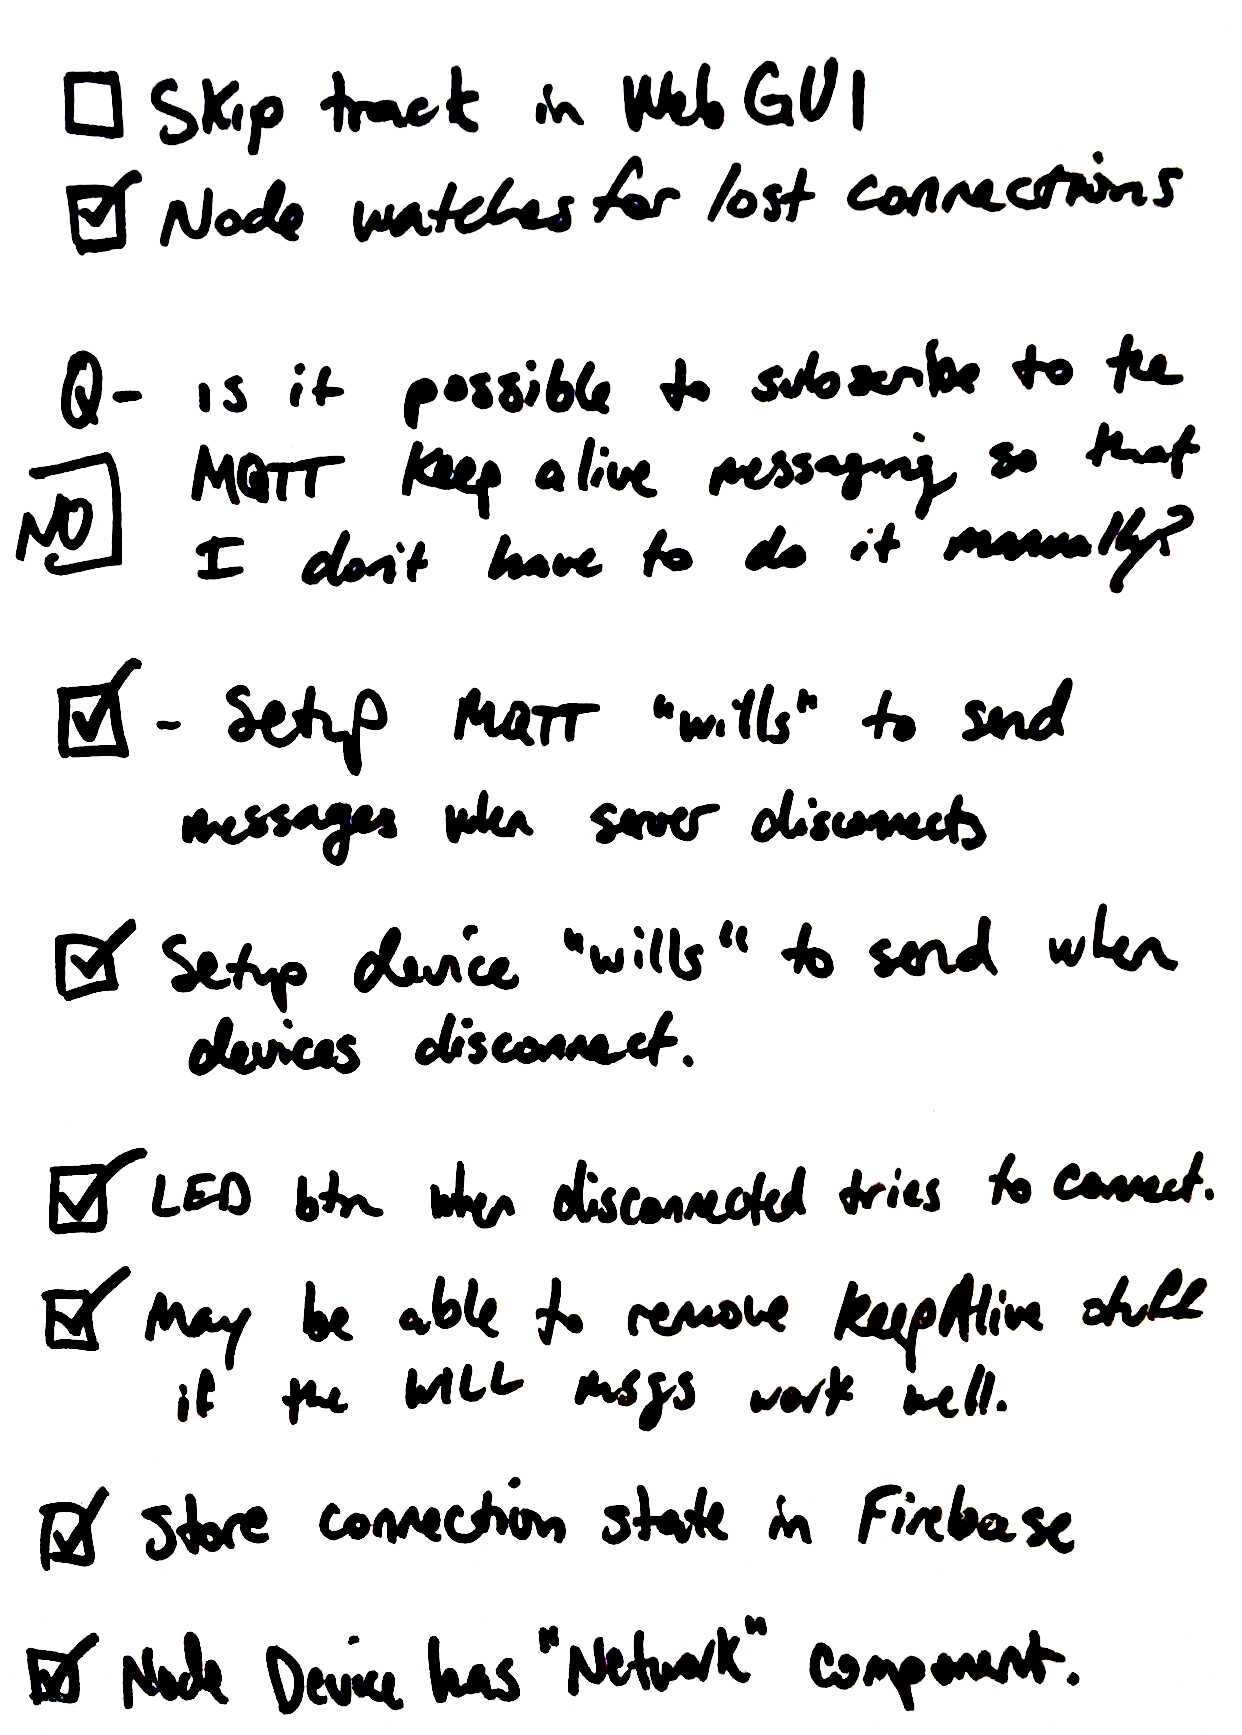 ☐ Skip track in Web GUI
☑ Node watches for lost connections
Q- is it possible to subscribe to the
MQTT Keep alive messaging so that
NO
I don't have to do it manually?
☑ - Setup MQTT "wills" to send
messages when server disconnects
☑ Setup device "wills" to send when
devices disconnect.
☑ LED btn when disconnected tries to connect.
☑ May be able to remove KeepAlive stuff
if the WILL msgs work well.
☑ Store connection state in Firebase
☑ Node Device has "Network" component.